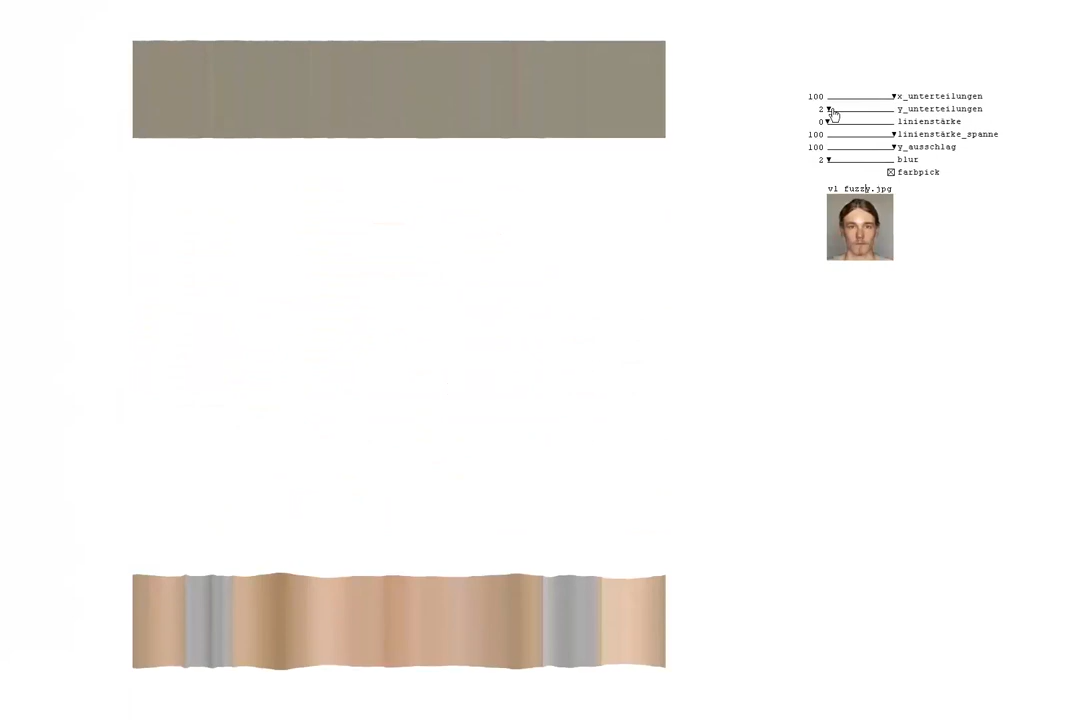 100 x_unterteilungen
2 y_unterteilungen
0 linienstärke
100 linienstärke_spanne
100 y_ausschlag
2 blur
farbpick
v1 fuzzy.jpg